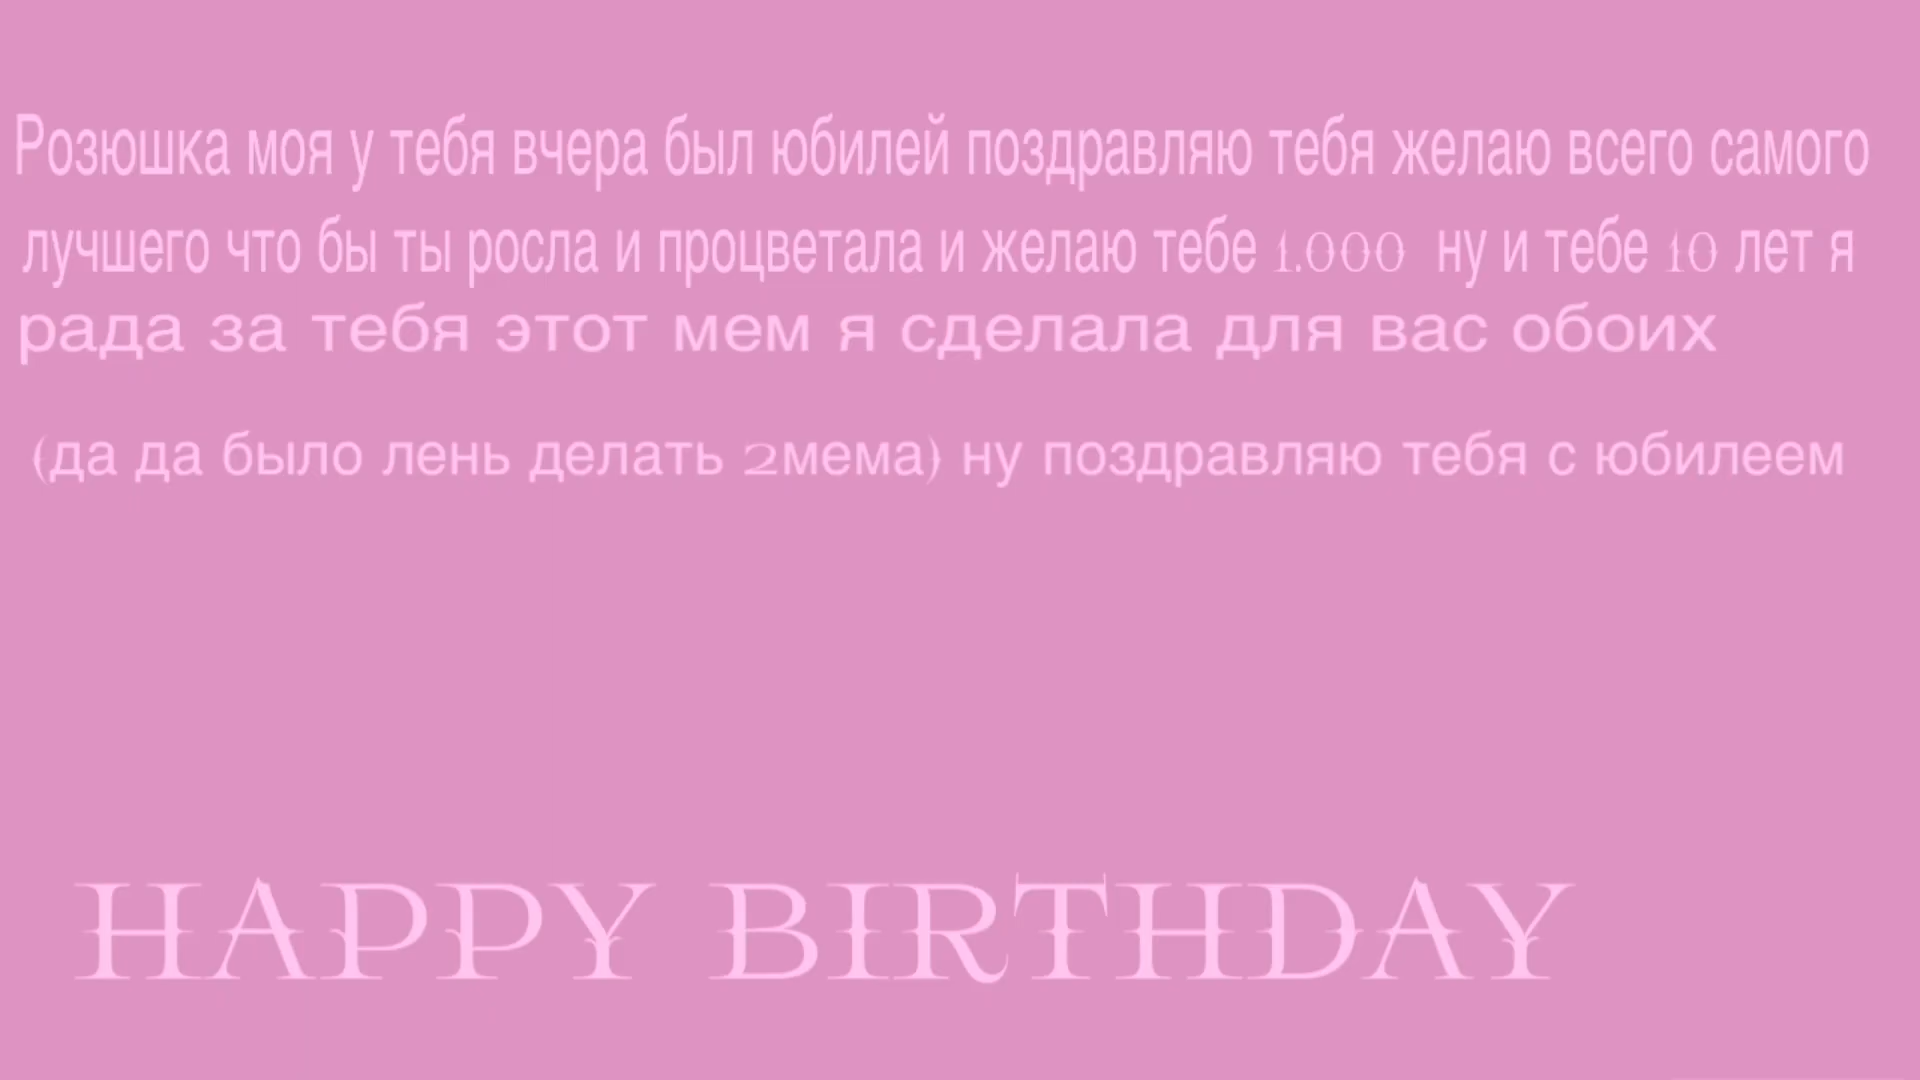 Розюшка моя у тебя вчера был юбилей поздравляю тебя желаю всего самого
лучшего что бы ты росла и процветала и желаю тебе 1.000 ну и тебе 10 лет я
рада за тебя этот мем я сделала для вас обоих
(да да было лень делать 2мема) ну поздравляю тебя с юбилеем
HAPPY BIRTHDAY